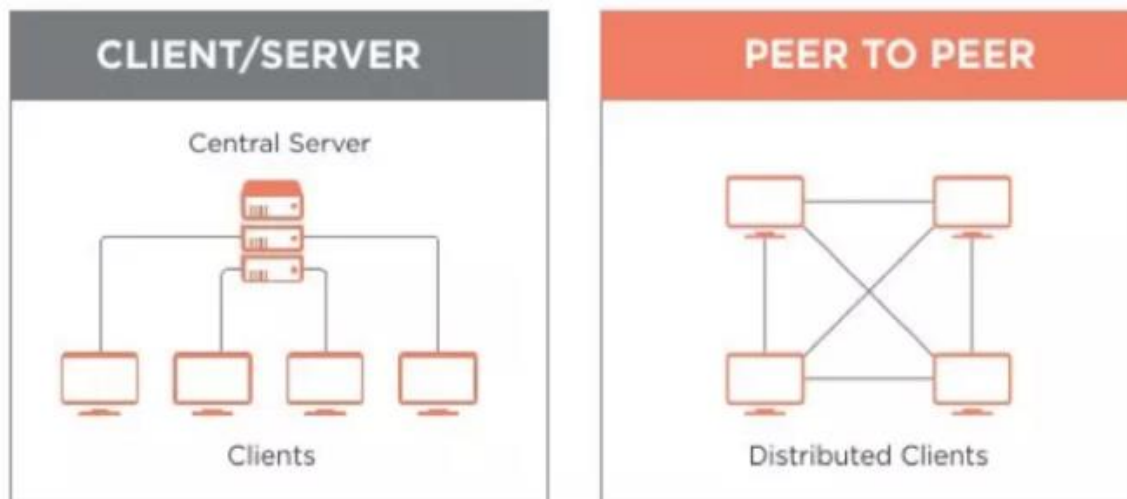 CLIENT/SERVER
Central Server
Clients
PEER TO PEER
Distributed Clients